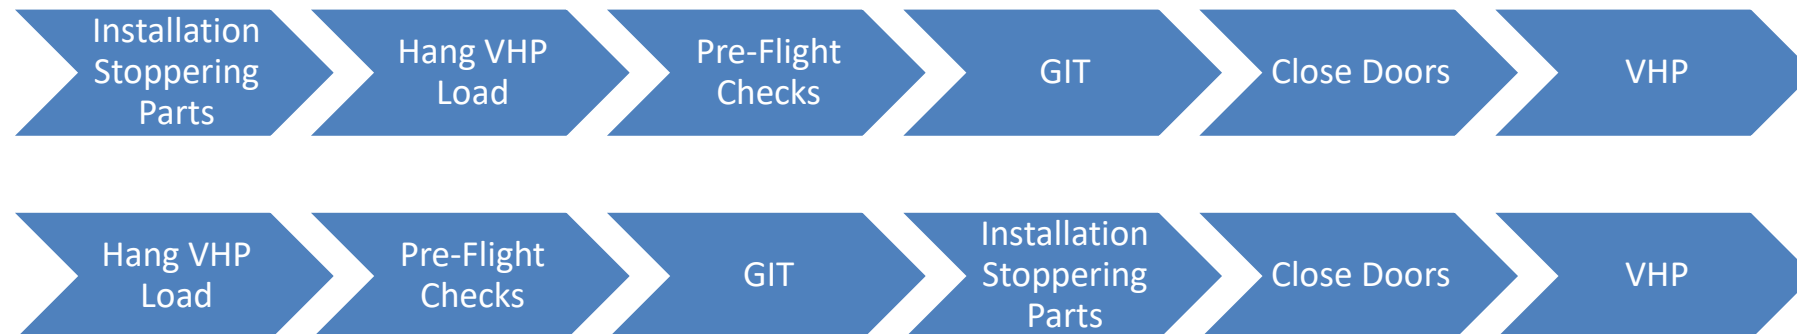 Installation
Stoppering
Parts
Hang VHP
Load
Pre-Flight
Checks
GIT
Close Doors
VHP
Hang VHP
Load
Pre-Flight
Checks
GIT
Installation
Stoppering
Parts
Close Doors
VHP